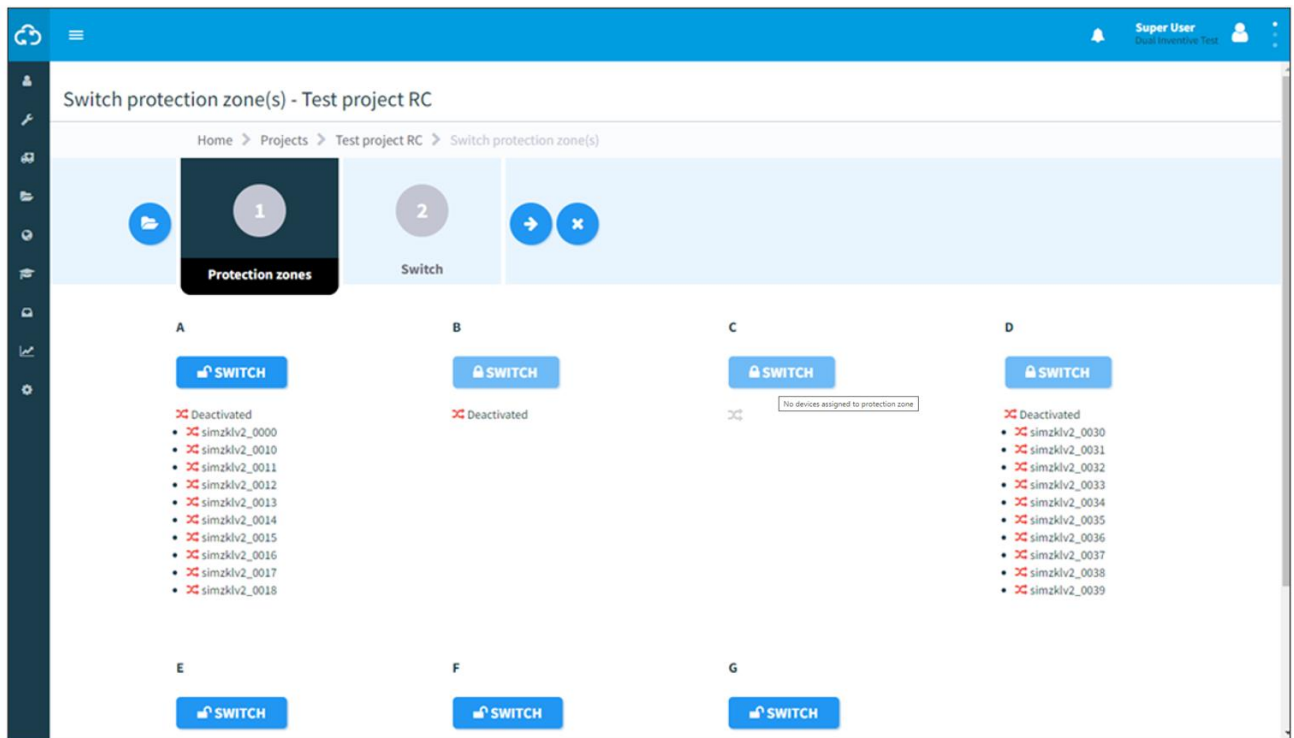 Super User
Dual Inventive Test
Switch protection zone(s) - Test project RC
Home > Projects > Test project RC > Switch protection zone(s)
1
2
Protection zones
Switch
A
SWITCH
Deactivated
simzklv2_0000
simzklv2_0010
simzklv2_0011
simzklv2_0012
simzklv2_0013
simzklv2_0014
simzklv2_0015
simzklv2_0016
simzklv2_0017
simzklv2_0018
B
SWITCH
Deactivated
C
SWITCH
No devices assigned to protection zone
D
SWITCH
Deactivated
simzklv2_0030
simzklv2_0031
simzklv2_0032
simzklv2_0033
simzklv2_0034
simzklv2_0035
simzklv2_0036
simzklv2_0037
simzklv2_0038
simzklv2_0039
E
SWITCH
F
SWITCH
G
SWITCH